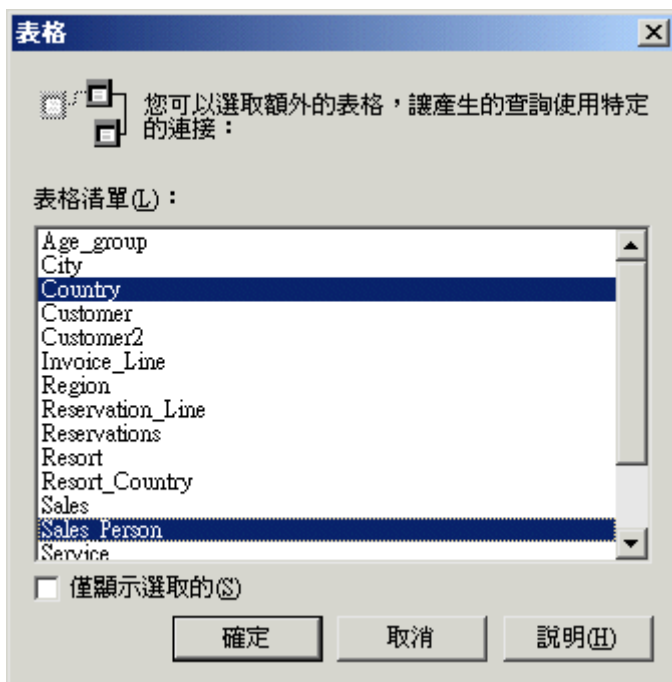 表格
您可以選取額外的表格，讓產生的查詢使用特定
的連接：
表格清單(L)：
Age_group
City
Country
Customer
Customer2
Invoice_Line
Region
Reservation_Line
Reservations
Resort
Resort_Country
Sales
Sales_Person
Service
僅顯示選取的(S)
確定
取消
說明(H)